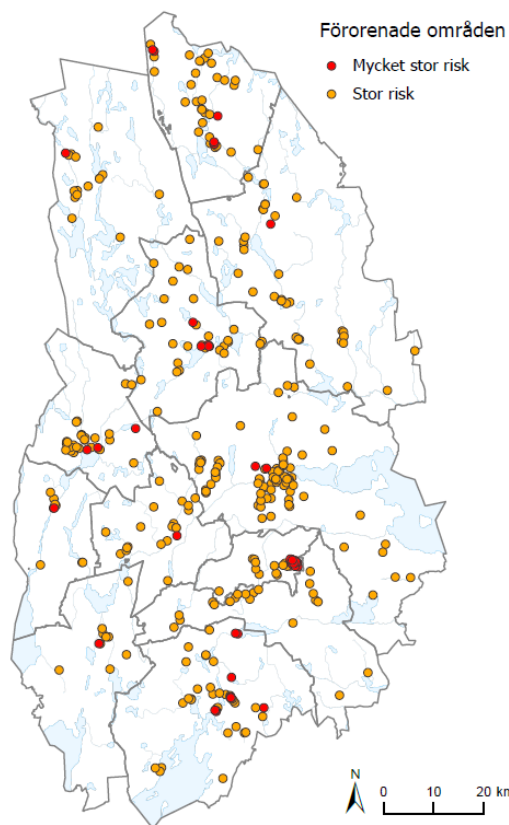 Förorenade områden
Mycket stor risk
Stor risk
N
0 10 20 km